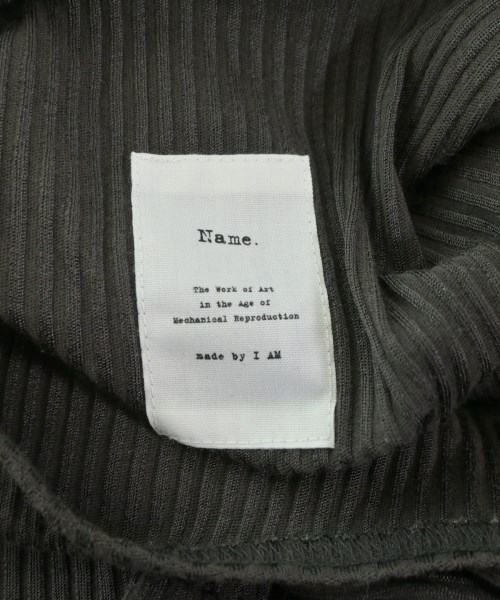 Name.
The Work of Art
in the Age of
Mechanical Reproduction
made by I AM